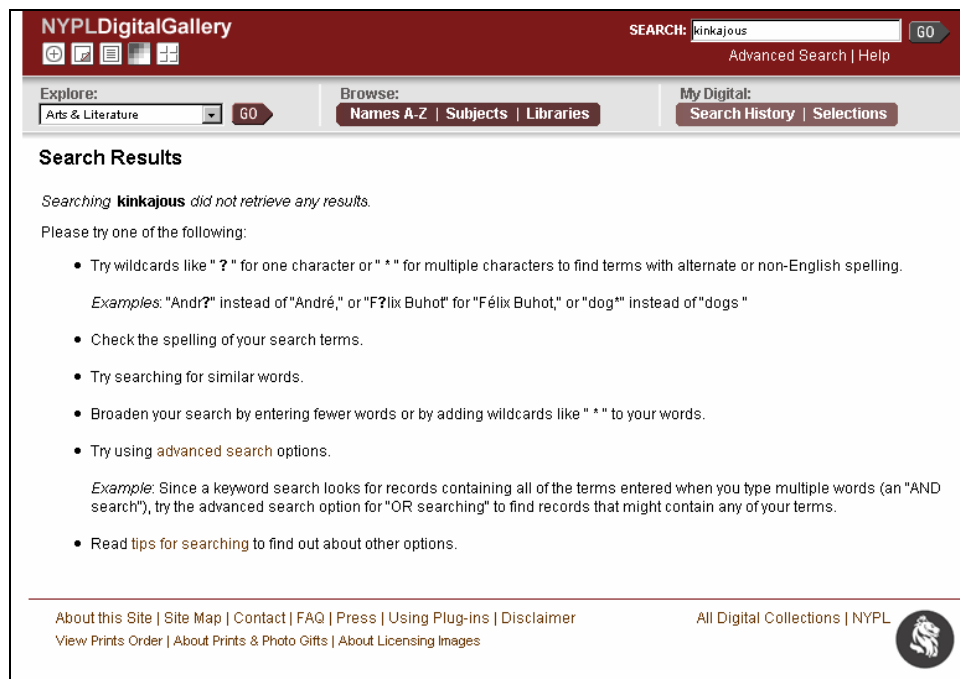 NYPLDigitalGallery
SEARCH: kinkajous GO
Advanced Search | Help
Explore:
Arts & Literature GO
Browse:
Names A-Z | Subjects | Libraries
My Digital:
Search History | Selections
Search Results
Searching kinkajous did not retrieve any results.
Please try one of the following:
• Try wildcards like " ? " for one character or " * " for multiple characters to find terms with alternate or non-English spelling.
Examples: "Andr?" instead of "André," or "F?lix Buhot" for "Félix Buhot," or "dog*" instead of "dogs "
• Check the spelling of your search terms.
• Try searching for similar words.
• Broaden your search by entering fewer words or by adding wildcards like " * " to your words.
• Try using advanced search options.
Example: Since a keyword search looks for records containing all of the terms entered when you type multiple words (an "AND
search"), try the advanced search option for "OR searching" to find records that might contain any of your terms.
• Read tips for searching to find out about other options.
About this Site | Site Map | Contact | FAQ | Press | Using Plug-ins | Disclaimer
View Prints Order | About Prints & Photo Gifts | About Licensing Images
All Digital Collections | NYPL